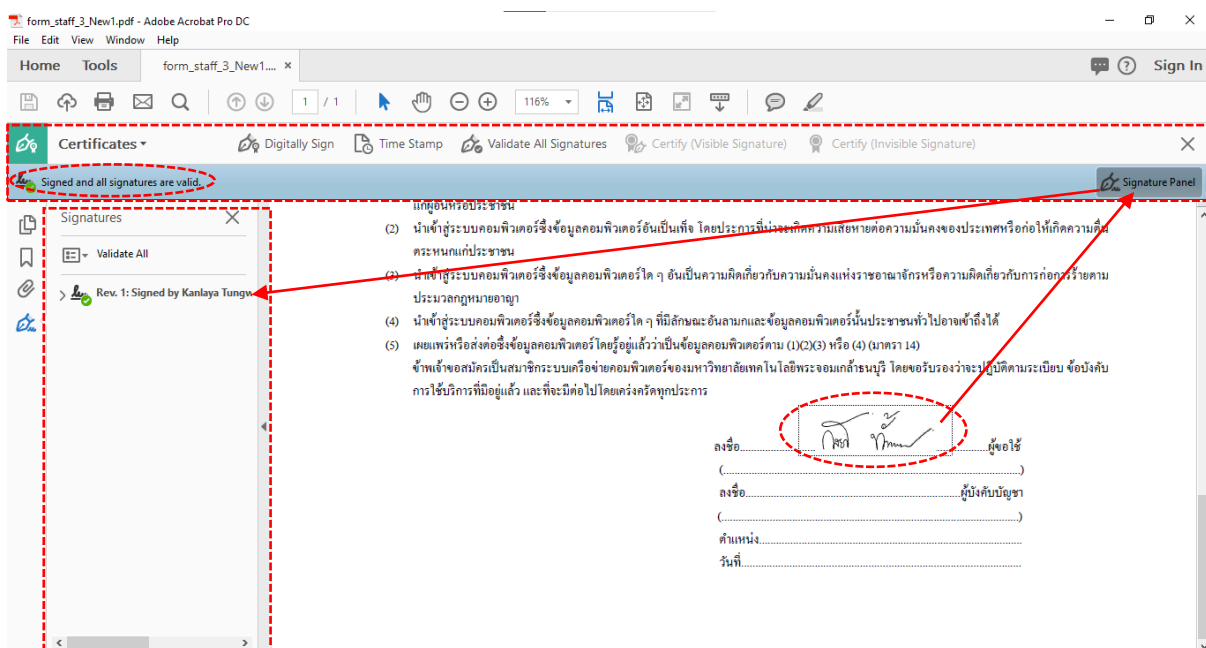 form_staff_3_New1.pdf - Adobe Acrobat Pro DC
File Edit View Window Help
Home Tools form_staff_3_New1.... × Sign In
1 / 1 116%
Certificates Digitally Sign Time Stamp Validate All Signatures Certify (Visible Signature) Certify (Invisible Signature)
Signed and all signatures are valid. Signature Panel
Signatures
Validate All
Rev. 1: Signed by Kanlaya Tungw
แก่ผู้อื่นหรือประชาชน
(2) นำเข้าสู่ระบบคอมพิวเตอร์ซึ่งข้อมูลคอมพิวเตอร์อันเป็นเท็จ โดยประการที่น่าจะเกิดความเสียหายต่อความมั่นคงของประเทศหรือก่อให้เกิดความตื่น
ตระหนกแก่ประชาชน
(3) นำเข้าสู่ระบบคอมพิวเตอร์ซึ่งข้อมูลคอมพิวเตอร์ใด ๆ อันเป็นความผิดเกี่ยวกับความมั่นคงแห่งราชอาณาจักรหรือความผิดเกี่ยวกับการก่อการร้ายตาม
ประมวลกฎหมายอาญา
(4) นำเข้าสู่ระบบคอมพิวเตอร์ซึ่งข้อมูลคอมพิวเตอร์ใด ๆ ที่มีลักษณะอันลามกและข้อมูลคอมพิวเตอร์นั้นประชาชนทั่วไปอาจเข้าถึงได้
(5) เผยแพร่หรือส่งต่อซึ่งข้อมูลคอมพิวเตอร์โดยรู้อยู่แล้วว่าเป็นข้อมูลคอมพิวเตอร์ตาม (1)(2)(3) หรือ (4) (มาตรา 14)
ข้าพเจ้าขอสมัครเป็นสมาชิกระบบเครือข่ายคอมพิวเตอร์ของมหาวิทยาลัยเทคโนโลยีพระจอมเกล้าธนบุรี โดยขอรับรองว่าจะปฏิบัติตามระเบียบ ข้อบังคับ
การใช้บริการที่มีอยู่แล้ว และที่จะมีต่อไปโดยเคร่งครัดทุกประการ
ลงชื่อ....................ผู้ขอใช้
(....................)
ลงชื่อ....................ผู้บังคับบัญชา
(....................)
ตำแหน่ง....................
วันที่....................